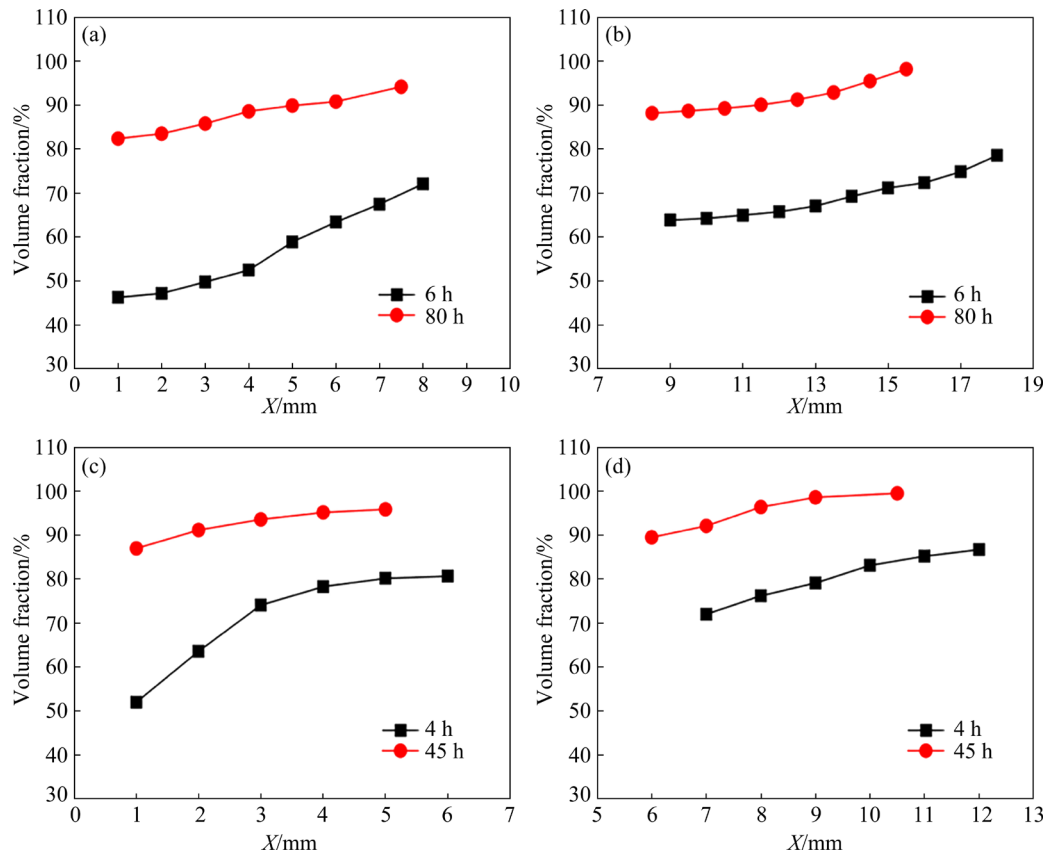 (a)
110
100
90
80
70
60
50
40
30
Volume fraction/%
6 h
80 h
0 1 2 3 4 5 6 7 8 9 10
X/mm
(b)
110
100
90
80
70
60
50
40
30
Volume fraction/%
6 h
80 h
7 9 11 13 15 17 19
X/mm
(c)
110
100
90
80
70
60
50
40
30
Volume fraction/%
4 h
45 h
0 1 2 3 4 5 6 7
X/mm
(d)
110
100
90
80
70
60
50
40
30
Volume fraction/%
4 h
45 h
5 6 7 8 9 10 11 12 13
X/mm